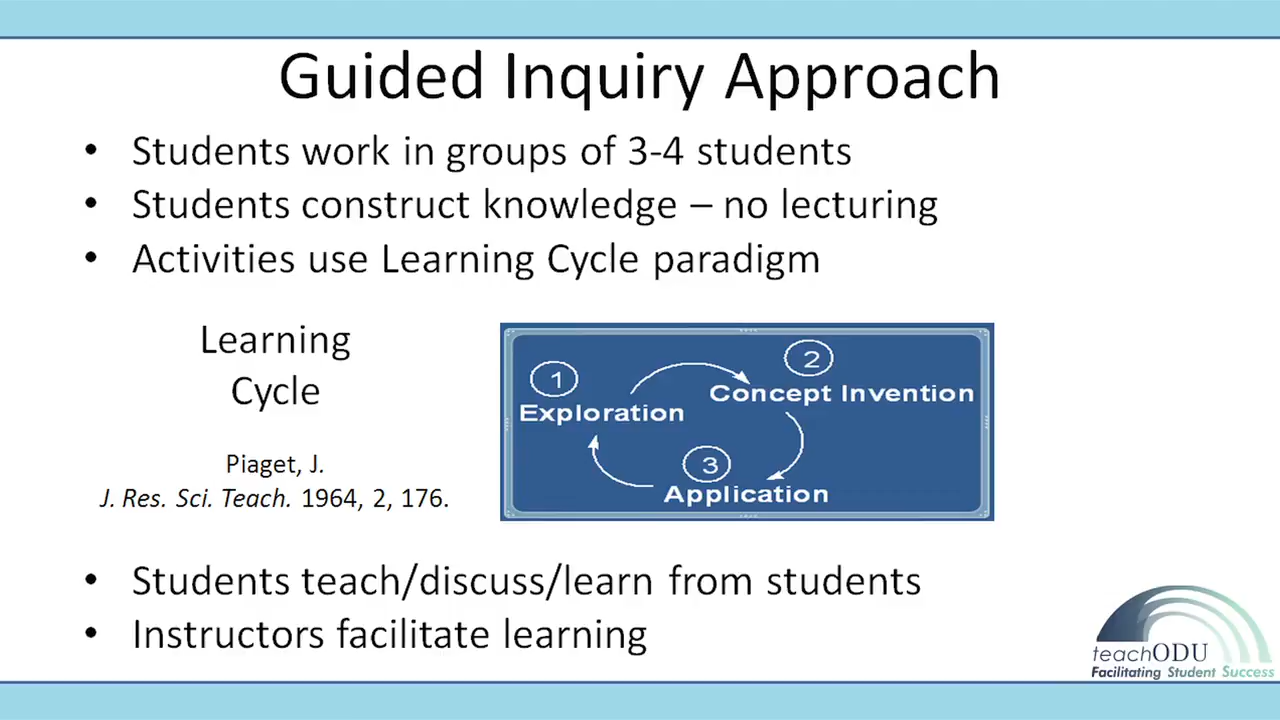 Guided Inquiry Approach
• Students work in groups of 3-4 students
• Students construct knowledge – no lecturing
• Activities use Learning Cycle paradigm
Learning
Cycle
Piaget, J.
J. Res. Sci. Teach. 1964, 2, 176.
1
Exploration
2
Concept Invention
3
Application
• Students teach/discuss/learn from students
• Instructors facilitate learning
teachODU
Facilitating Student Success